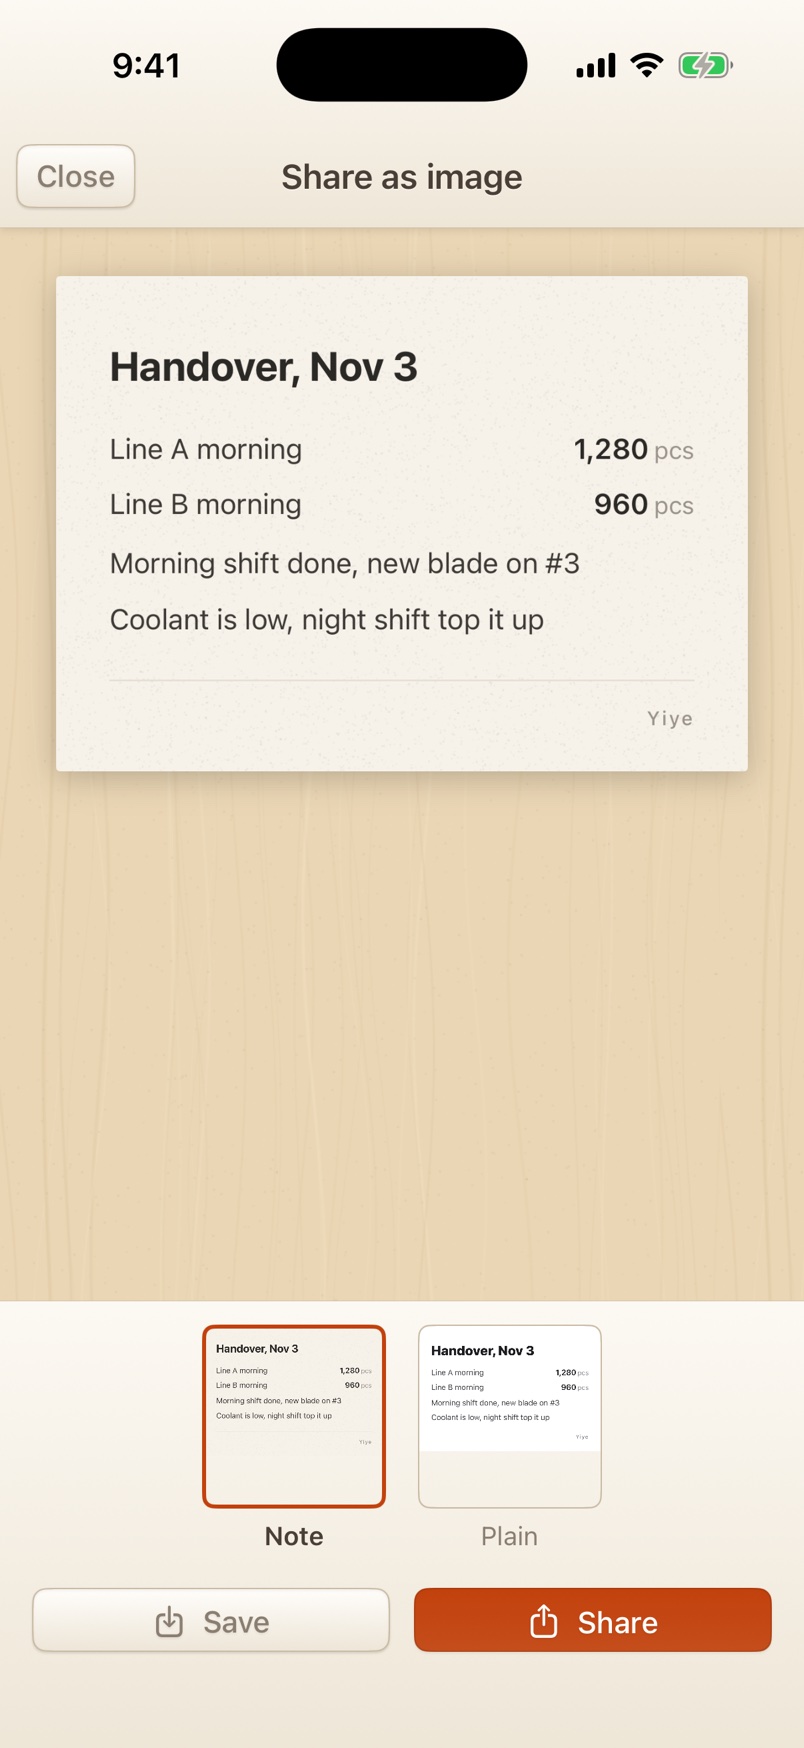 9:41
Close
Share as image
Handover, Nov 3
Line A morning 1,280 pcs
Line B morning 960 pcs
Morning shift done, new blade on #3
Coolant is low, night shift top it up
Yiye
Handover, Nov 3
Line A morning 1,280 pcs
Line B morning 960 pcs
Morning shift done, new blade on #3
Coolant is low, night shift top it up
Yiye
Note
Handover, Nov 3
Line A morning 1,280 pcs
Line B morning 960 pcs
Morning shift done, new blade on #3
Coolant is low, night shift top it up
Yiye
Plain
Save
Share